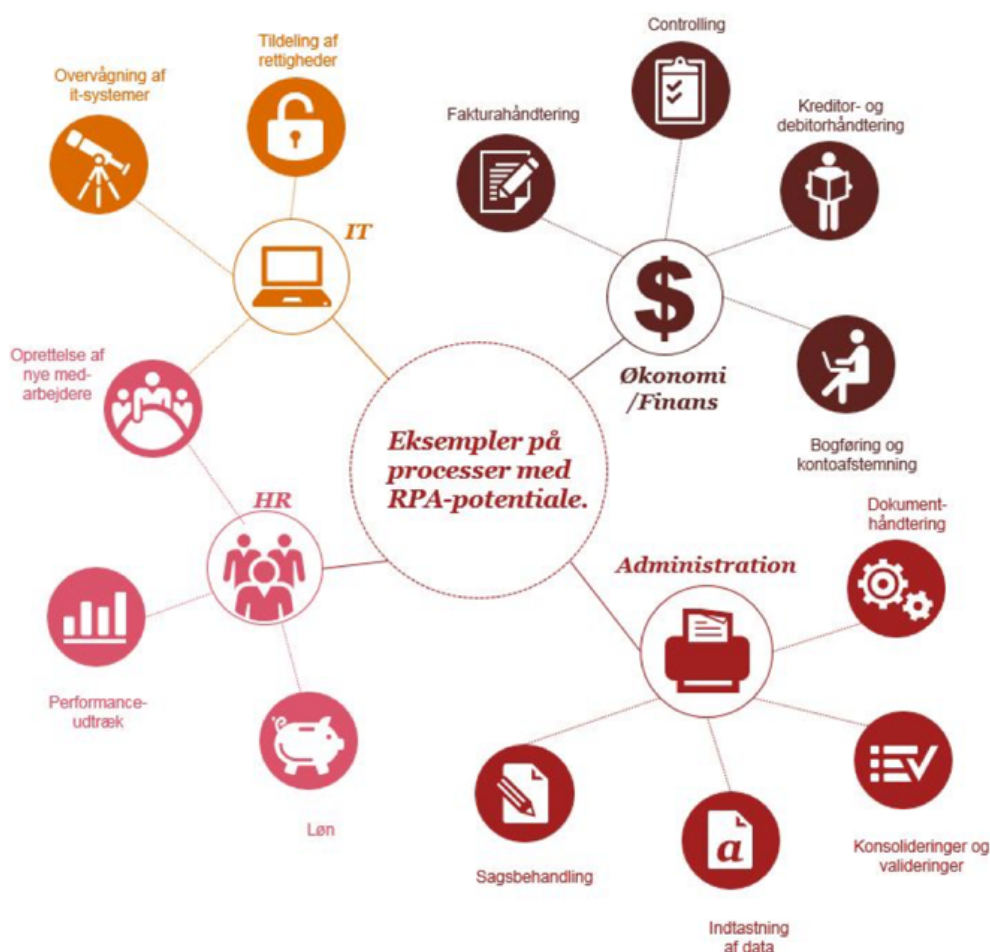 Controlling
Tildeling af
rettigheder
Overvågning af
it-systemer
Fakturahåndtering
Kreditor- og
debitorhåndtering
IT
Oprettelse af
nye med-
arbejdere
Økonomi
/Finans
Eksempler på
processer med
RPA-potentiale.
Bogføring og
kontoafstemning
HR
Dokument-
håndtering
Administration
Performance-
udtræk
Løn
Sagsbehandling
a
Indtastning
af data
Konsolideringer og
valideringer